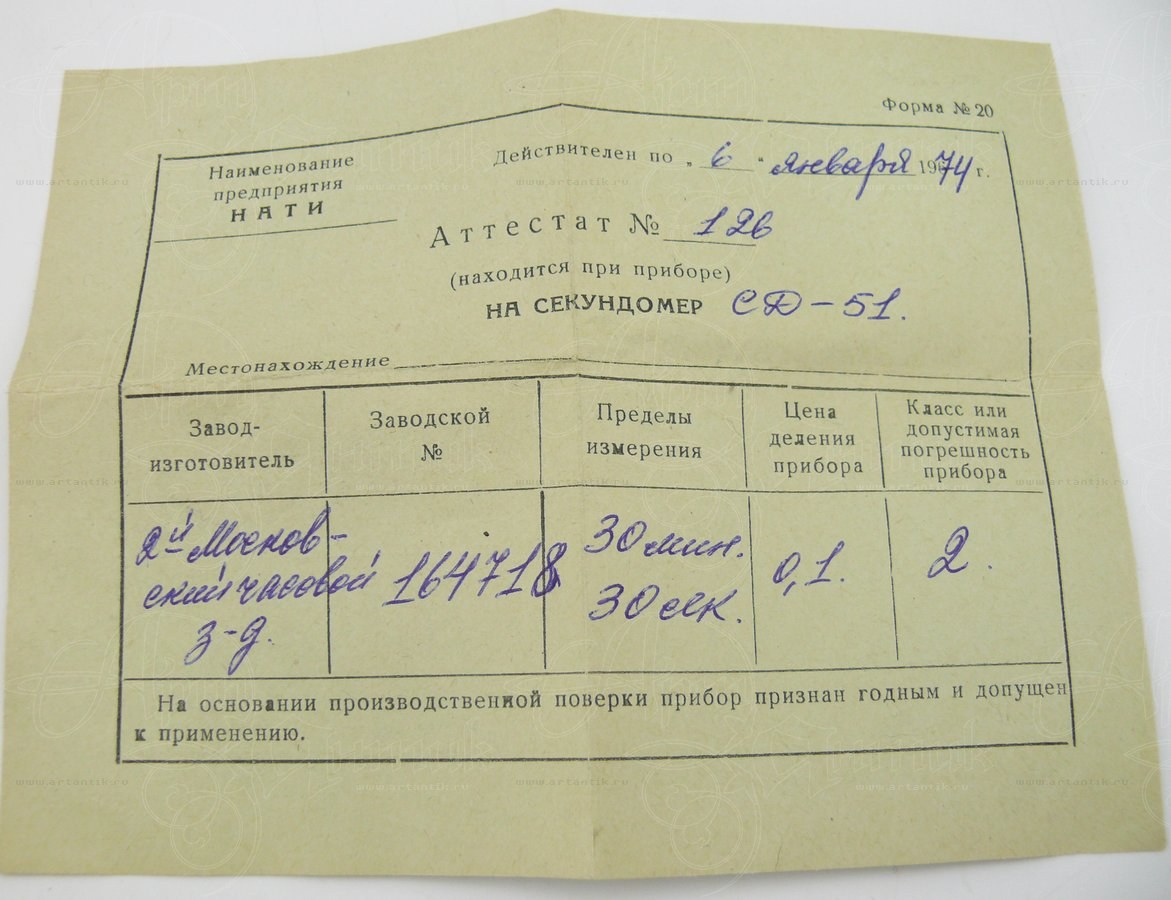 Форма № 20
Наименование
предприятия
НАТИ
Действителен по „ 6 " января 1974 г.
Аттестат № 126
(находится при приборе)
НА СЕКУНДОМЕР СД-51.
Местонахождение
Завод-
изготовитель
Заводской
№
Пределы
измерения
Цена
деления
прибора
Класс или
допустимая
погрешность
прибора
2й Москов-
ский часовой
з-д.
164718
30 мин.
30 сек.
0,1.
2.
На основании производственной поверки прибор признан годным и допущен
к применению.
www.artantik.ru